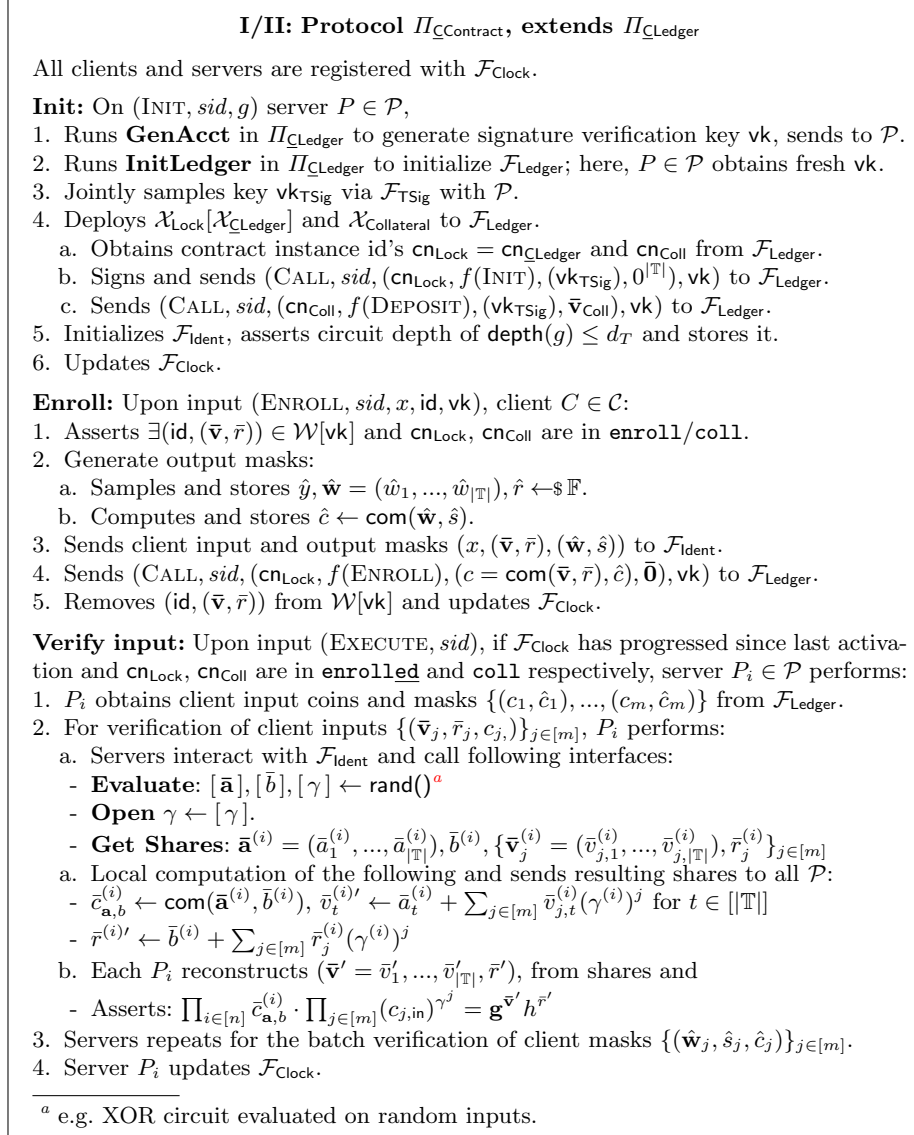 I/II: Protocol Π_CContract, extends Π_CLedger
All clients and servers are registered with F_Clock.
Init: On (INIT, sid, g) server P ∈ P,
1. Runs GenAcct in Π_CLedger to generate signature verification key vk, sends to P.
2. Runs InitLedger in Π_CLedger to initialize F_Ledger; here, P ∈ P obtains fresh vk.
3. Jointly samples key vk_TSig via F_TSig with P.
4. Deploys X_Lock[X_CLedger] and X_Collateral to F_Ledger.
a. Obtains contract instance id's cn_Lock = cn_CLedger and cn_Coll from F_Ledger.
b. Signs and sends (CALL, sid, (cn_Lock, f(INIT), (vk_TSig), 0^|𝕋|), vk) to F_Ledger.
c. Sends (CALL, sid, (cn_Coll, f(DEPOSIT), (vk_TSig), v̄_Coll), vk) to F_Ledger.
5. Initializes F_Ident, asserts circuit depth of depth(g) ≤ d_T and stores it.
6. Updates F_Clock.
Enroll: Upon input (ENROLL, sid, x, id, vk), client C ∈ C:
1. Asserts ∃(id, (v̄, r̄)) ∈ W[vk] and cn_Lock, cn_Coll are in enroll/coll.
2. Generate output masks:
a. Samples and stores ŷ, ŵ = (ŵ_1, ..., ŵ_|𝕋|), r̂ ←$ 𝔽.
b. Computes and stores ĉ ← com(ŵ, ŝ).
3. Sends client input and output masks (x, (v̄, r̄), (ŵ, ŝ)) to F_Ident.
4. Sends (CALL, sid, (cn_Lock, f(ENROLL), (c = com(v̄, r̄), ĉ), 0̄), vk) to F_Ledger.
5. Removes (id, (v̄, r̄)) from W[vk] and updates F_Clock.
Verify input: Upon input (EXECUTE, sid), if F_Clock has progressed since last activa-
tion and cn_Lock, cn_Coll are in enrolled and coll respectively, server P_i ∈ P performs:
1. P_i obtains client input coins and masks {(c_1, ĉ_1), ..., (c_m, ĉ_m)} from F_Ledger.
2. For verification of client inputs {(v̄_j, r̄_j, c_j,)}_{j∈[m]}, P_i performs:
a. Servers interact with F_Ident and call following interfaces:
- Evaluate: [ā], [b̄], [γ] ← rand()^a
- Open γ ← [γ].
- Get Shares: ā^(i) = (ā_1^(i), ..., ā_|𝕋|^(i)), b̄^(i), {v̄_j^(i) = (v̄_{j,1}^(i), ..., v̄_{j,|𝕋|}^(i)), r̄_j^(i)}_{j∈[m]}
a. Local computation of the following and sends resulting shares to all P:
- c̄_{a,b}^(i) ← com(ā^(i), b̄^(i)), v̄_t^(i)′ ← ā_t^(i) + ∑_{j∈[m]} v̄_{j,t}^(i)(γ^(i))^j for t ∈ [|𝕋|]
- r̄^(i)′ ← b̄^(i) + ∑_{j∈[m]} r̄_j^(i)(γ^(i))^j
b. Each P_i reconstructs (v̄′ = v̄′_1, ..., v̄′_|𝕋|, r̄′), from shares and
- Asserts: ∏_{i∈[n]} c̄_{a,b}^(i) · ∏_{j∈[m]}(c_{j,in})^{γ^j} = g^{v̄′} h^{r̄′}
3. Servers repeats for the batch verification of client masks {(ŵ_j, ŝ_j, ĉ_j)}_{j∈[m]}.
4. Server P_i updates F_Clock.
a e.g. XOR circuit evaluated on random inputs.